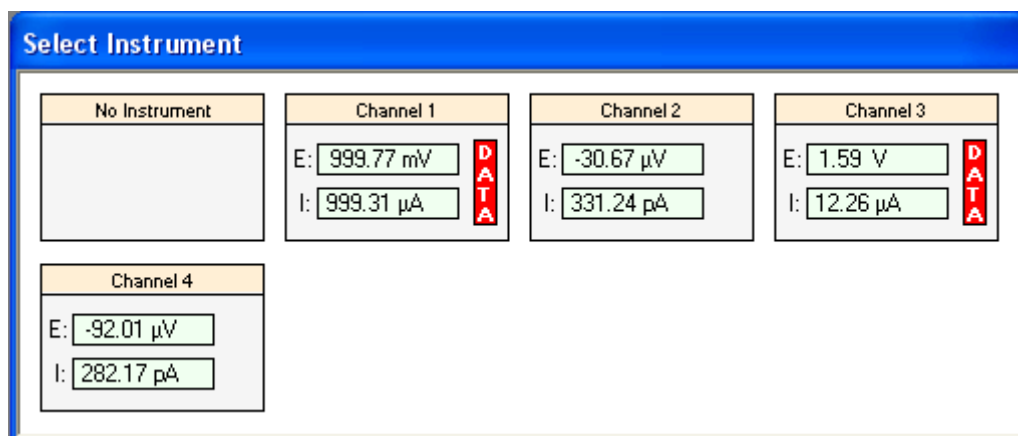 Select Instrument
No Instrument
Channel 1
E: 999.77 mV
I: 999.31 µA
DATA
Channel 2
E: -30.67 µV
I: 331.24 pA
Channel 3
E: 1.59 V
I: 12.26 µA
DATA
Channel 4
E: -92.01 µV
I: 282.17 pA